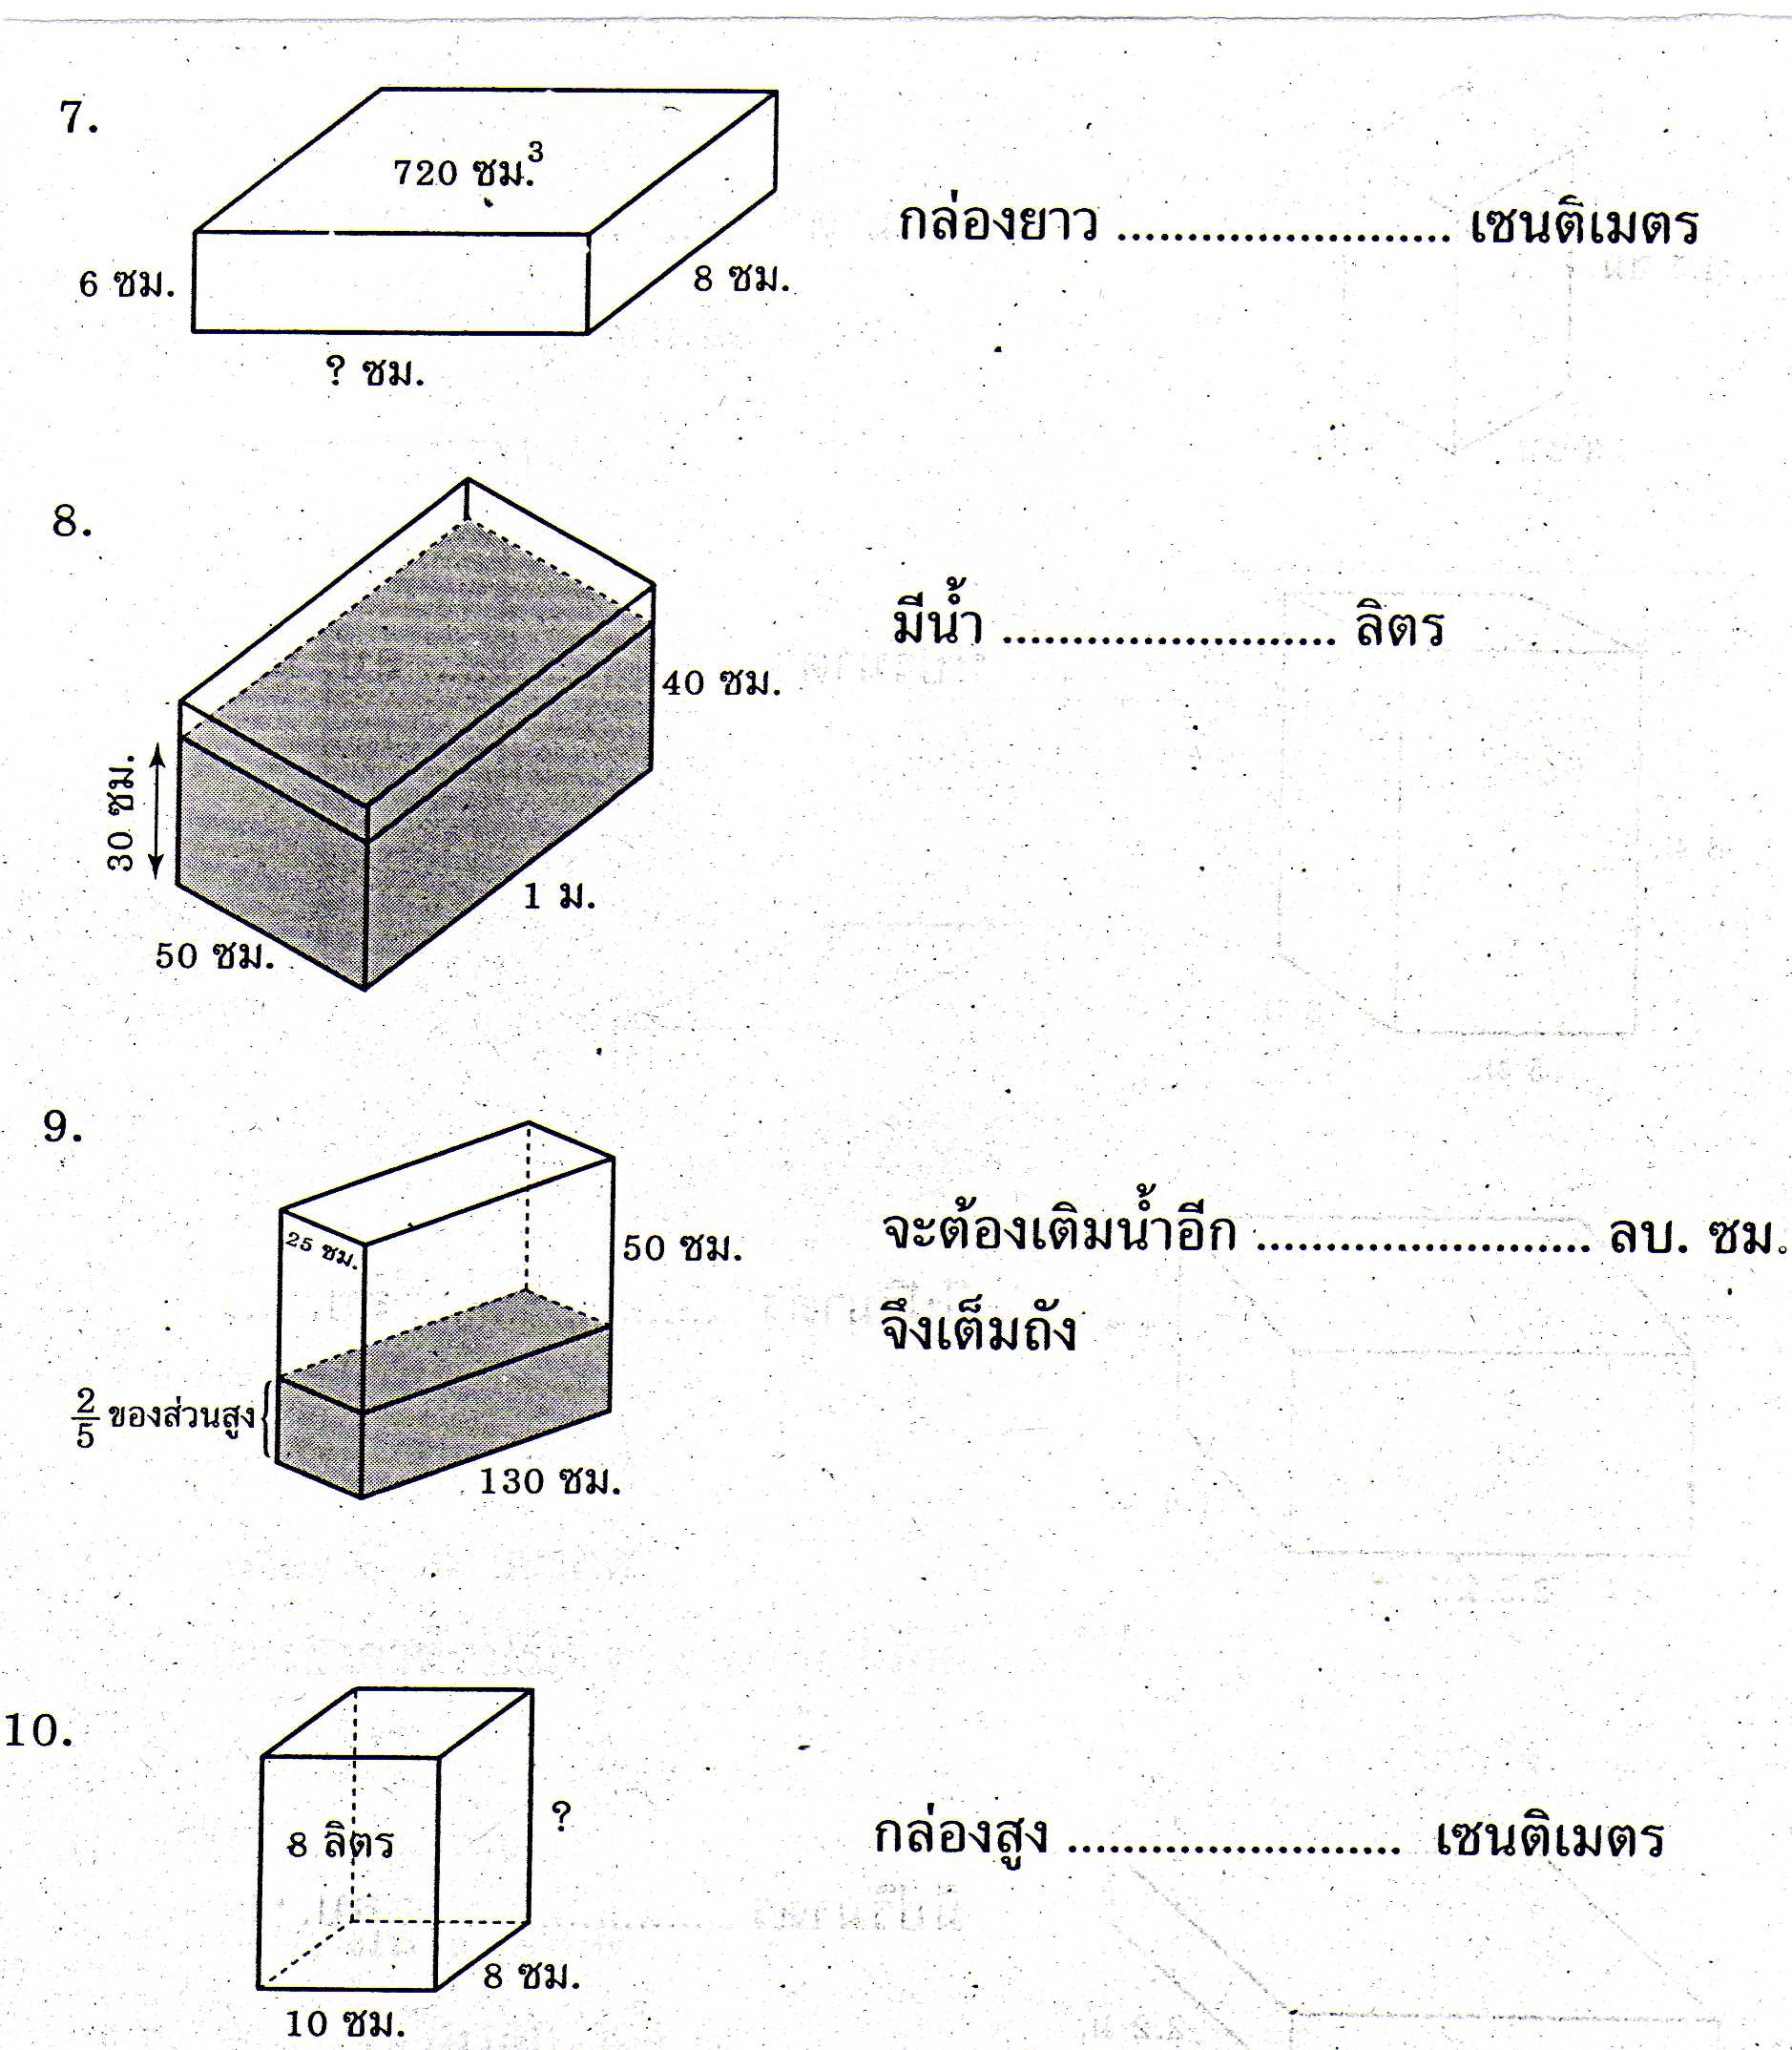 7.
720 ซม.³
6 ซม.
8 ซม.
? ซม.
กล่องยาว ........................ เซนติเมตร
8.
40 ซม.
30 ซม.
1 ม.
50 ซม.
มีน้ำ ........................ ลิตร
9.
25 ซม.
50 ซม.
2/5 ของส่วนสูง
130 ซม.
จะต้องเติมน้ำอีก ........................ ลบ. ซม.
จึงเต็มถัง
10.
8 ลิตร
?
8 ซม.
10 ซม.
กล่องสูง ........................ เซนติเมตร